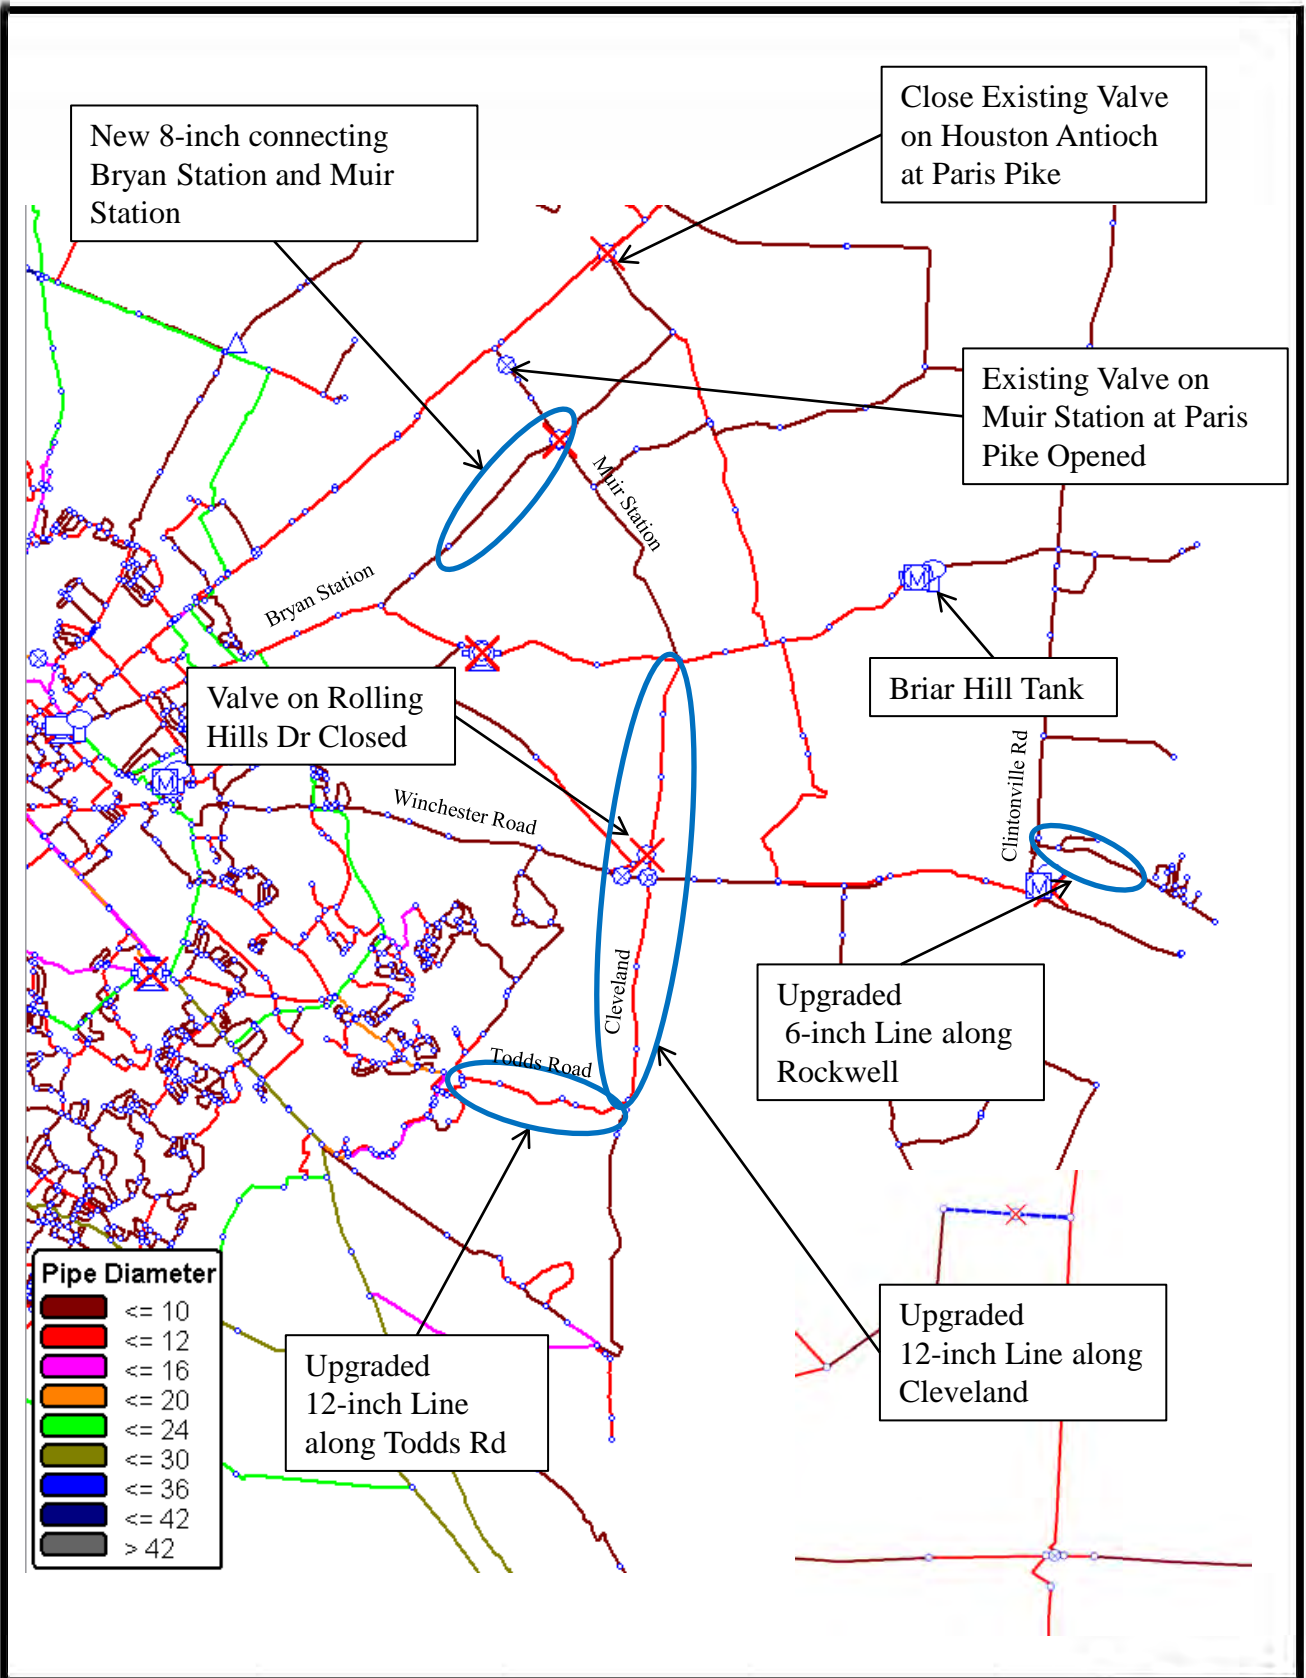 Close Existing Valve
on Houston Antioch
at Paris Pike
New 8-inch connecting
Bryan Station and Muir
Station
Existing Valve on
Muir Station at Paris
Pike Opened
Muir Station
Bryan Station
M
Briar Hill Tank
Valve on Rolling
Hills Dr Closed
M
Winchester Road
Clintonville Rd
M
Cleveland
Upgraded
6-inch Line along
Rockwell
Todds Road
Pipe Diameter
<= 10
<= 12
<= 16
<= 20
<= 24
<= 30
<= 36
<= 42
> 42
Upgraded
12-inch Line
along Todds Rd
Upgraded
12-inch Line along
Cleveland